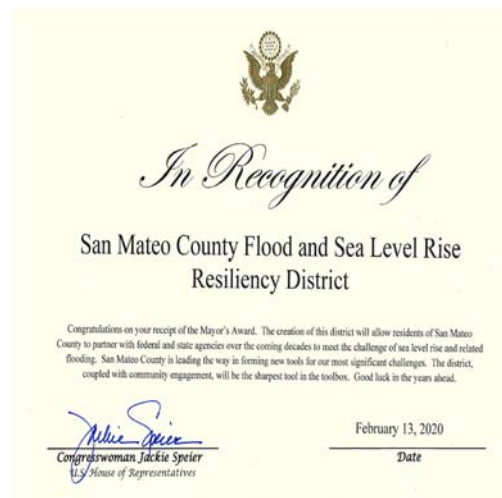 In Recognition of
San Mateo County Flood and Sea Level Rise
Resiliency District
Congratulations on your receipt of the Mayor's Award. The creation of this district will allow residents of San Mateo
County to partner with federal and state agencies over the coming decades to meet the challenge of sea level rise and related
flooding. San Mateo County is leading the way in forming new tools for our most significant challenges. The district,
coupled with community engagement, will be the sharpest tool in the toolbox. Good luck in the years ahead.
Jackie Speier
February 13, 2020
Congresswoman Jackie Speier
Date
U.S. House of Representatives